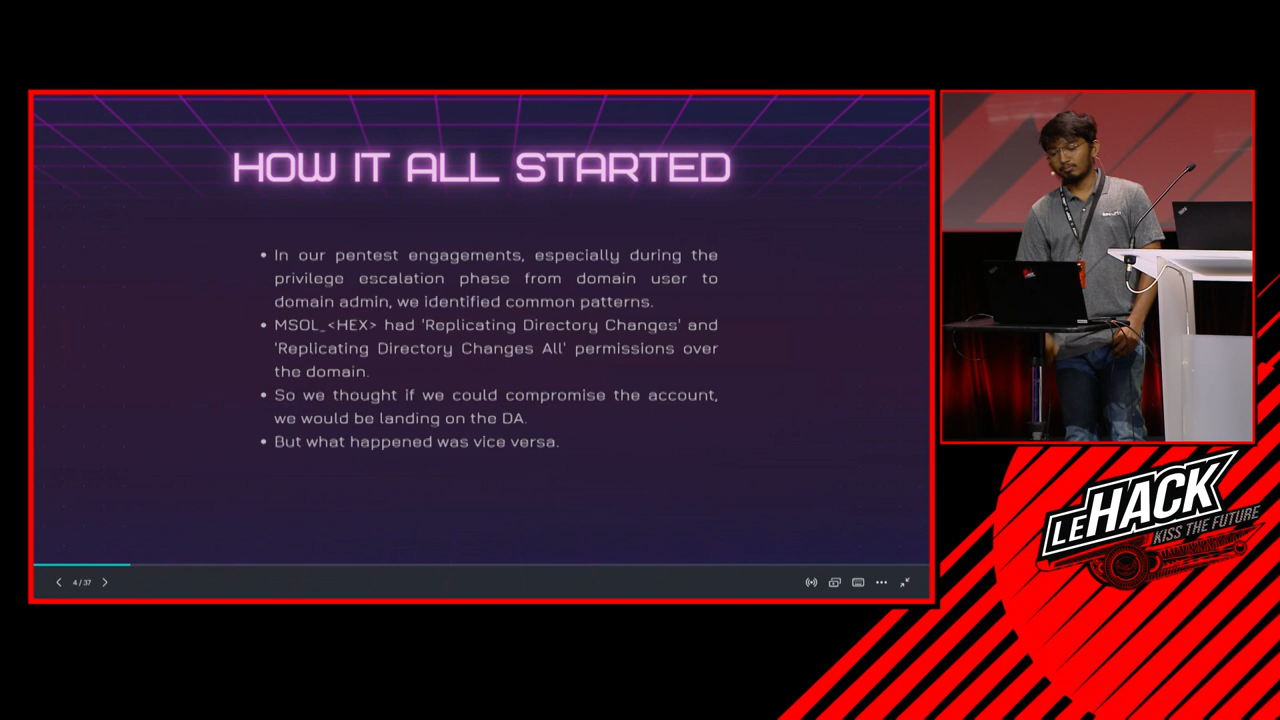 HOW IT ALL STARTED
• In our pentest engagements, especially during the
privilege escalation phase from domain user to
domain admin, we identified common patterns.
• MSOL_<HEX> had 'Replicating Directory Changes' and
'Replicating Directory Changes All' permissions over
the domain.
• So we thought if we could compromise the account,
we would be landing on the DA.
• But what happened was vice versa.
4 / 37
LEHACK
KISS THE FUTURE